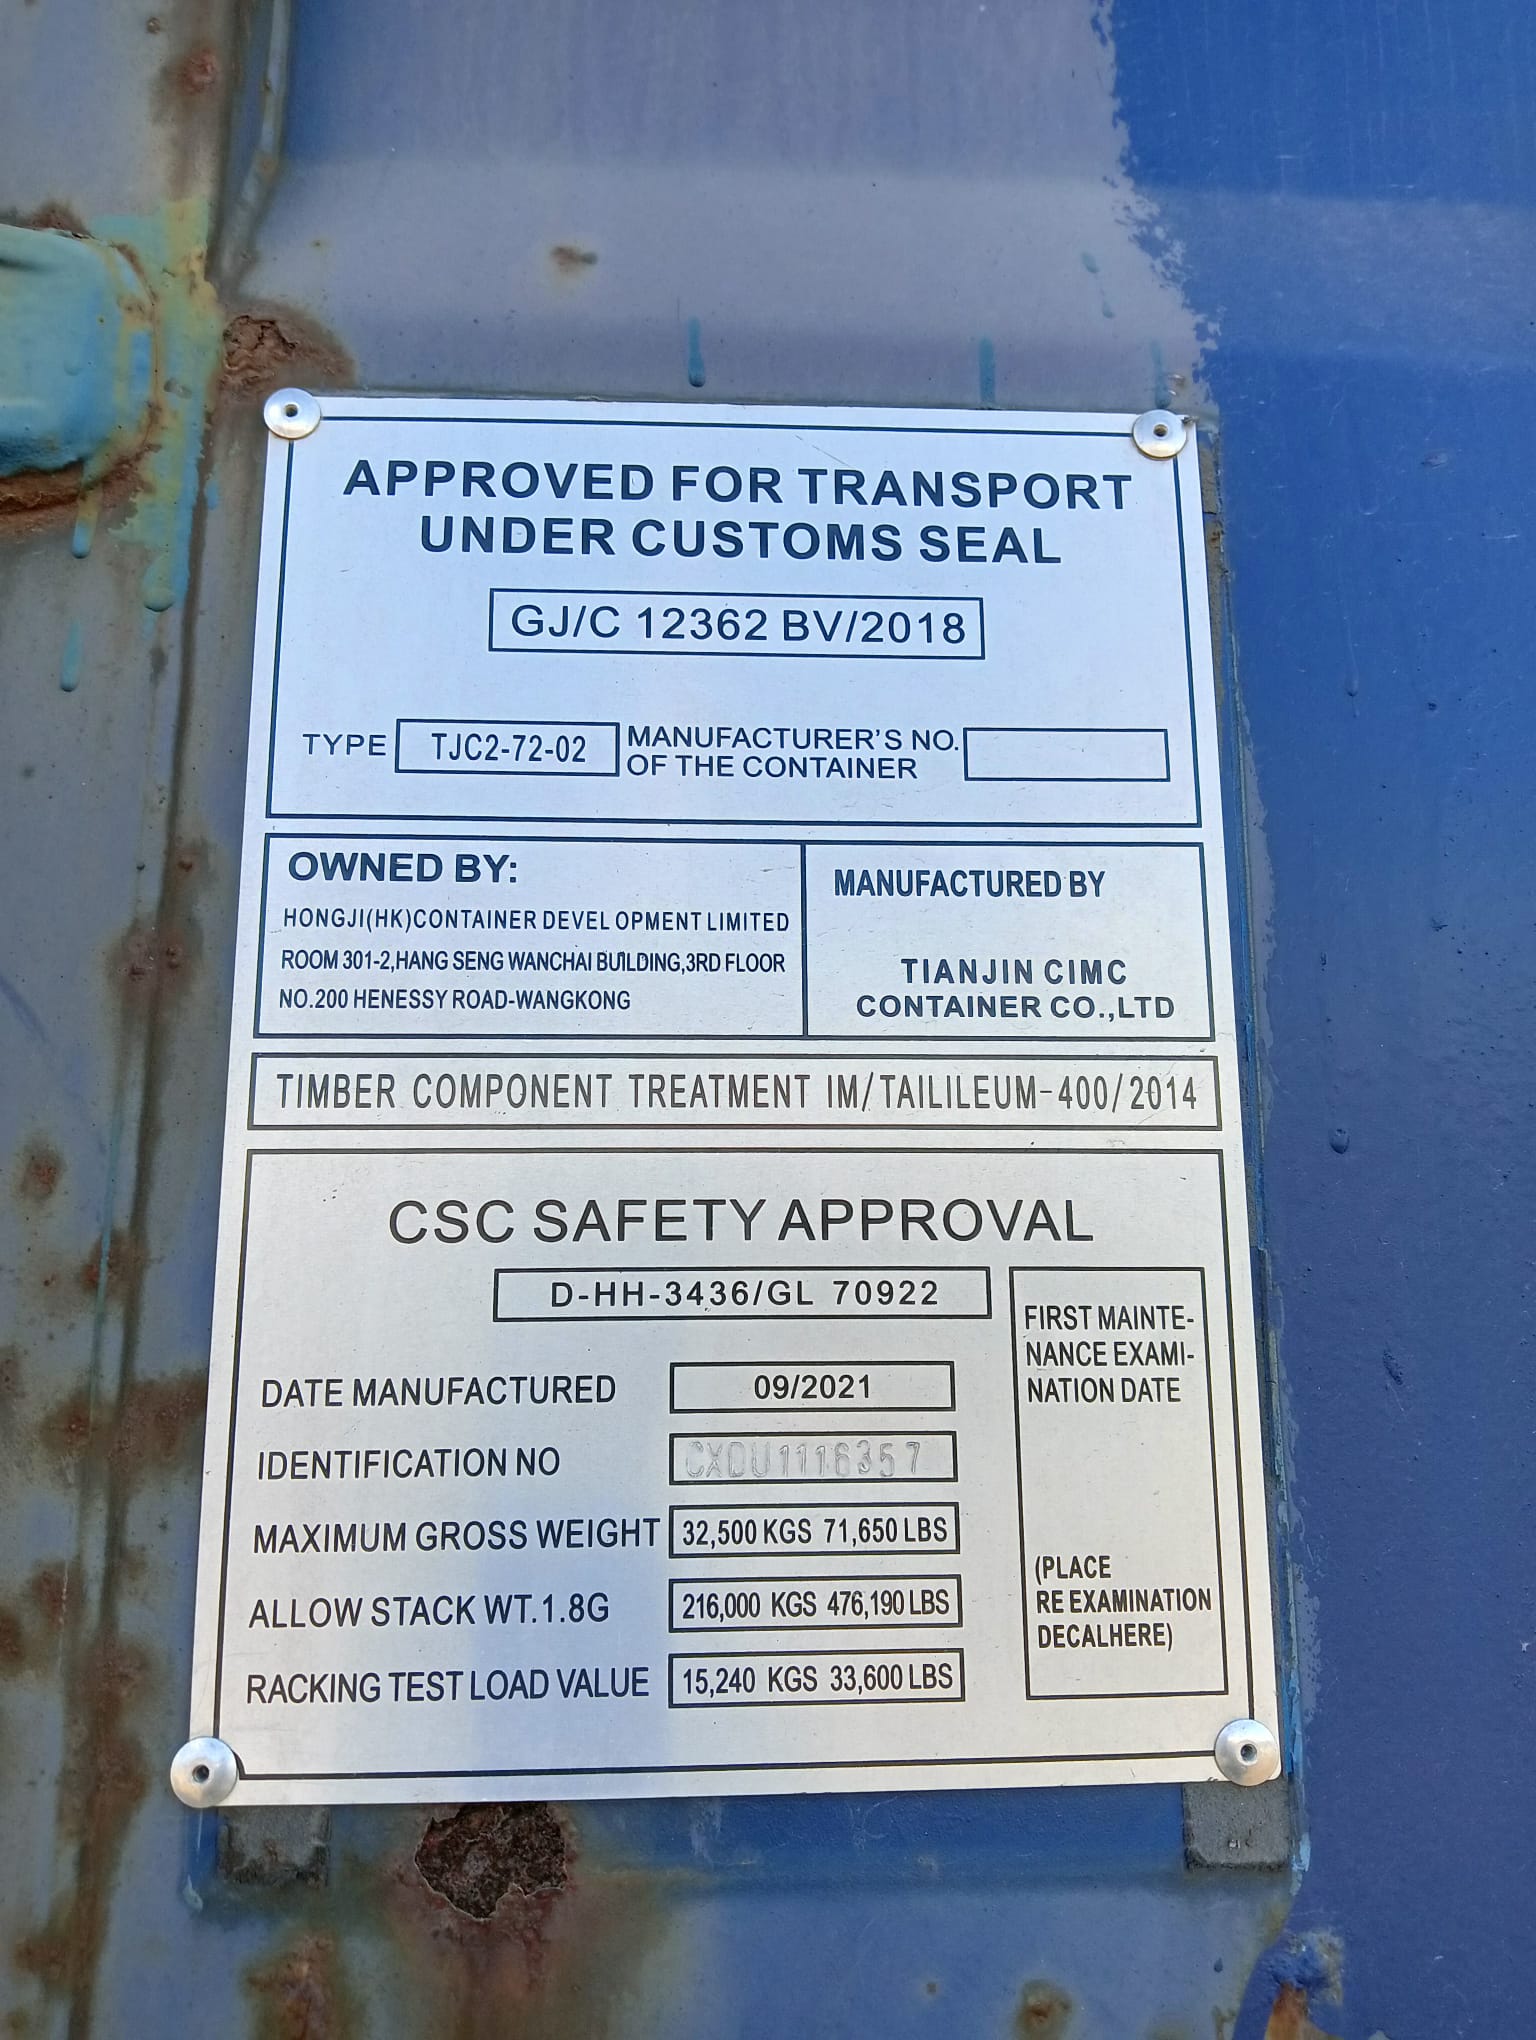 APPROVED FOR TRANSPORT
UNDER CUSTOMS SEAL
GJ/C 12362 BV/2018
TYPE TJC2-72-02 MANUFACTURER'S NO.
OF THE CONTAINER
OWNED BY:
HONGJI(HK)CONTAINER DEVEL OPMENT LIMITED
ROOM 301-2,HANG SENG WANCHAI BUILDING,3RD FLOOR
NO.200 HENESSY ROAD-WANGKONG
MANUFACTURED BY
TIANJIN CIMC
CONTAINER CO.,LTD
TIMBER COMPONENT TREATMENT IM/TAILILEUM-400/2014
CSC SAFETY APPROVAL
D-HH-3436/GL 70922
DATE MANUFACTURED 09/2021
IDENTIFICATION NO CXDU1116357
MAXIMUM GROSS WEIGHT 32,500 KGS 71,650 LBS
ALLOW STACK WT.1.8G 216,000 KGS 476,190 LBS
RACKING TEST LOAD VALUE 15,240 KGS 33,600 LBS
FIRST MAINTE-
NANCE EXAMI-
NATION DATE
(PLACE
RE EXAMINATION
DECALHERE)